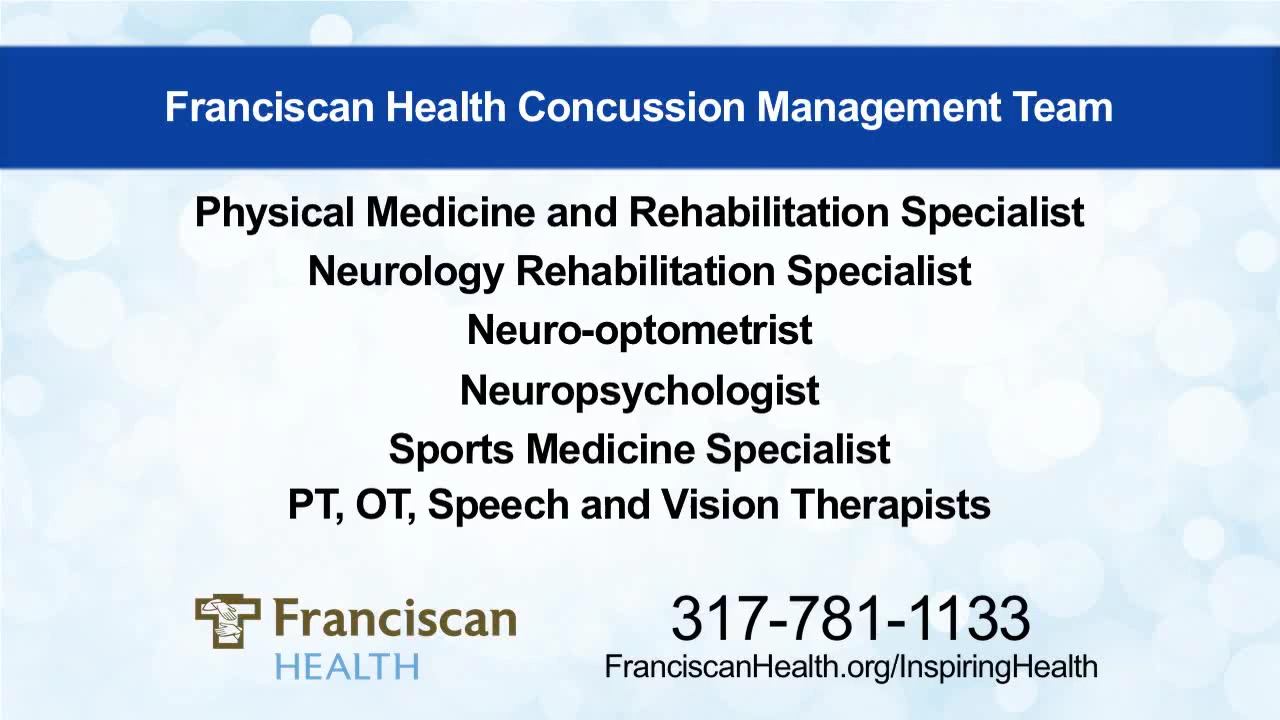 Franciscan Health Concussion Management Team
Physical Medicine and Rehabilitation Specialist
Neurology Rehabilitation Specialist
Neuro-optometrist
Neuropsychologist
Sports Medicine Specialist
PT, OT, Speech and Vision Therapists
Franciscan
HEALTH
317-781-1133
FranciscanHealth.org/InspiringHealth